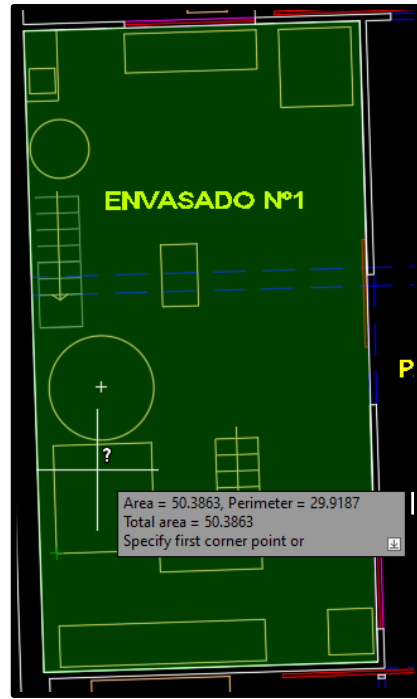 ENVASADO Nº1
P
?
Area = 50.3863, Perimeter = 29.9187
Total area = 50.3863
Specify first corner point or